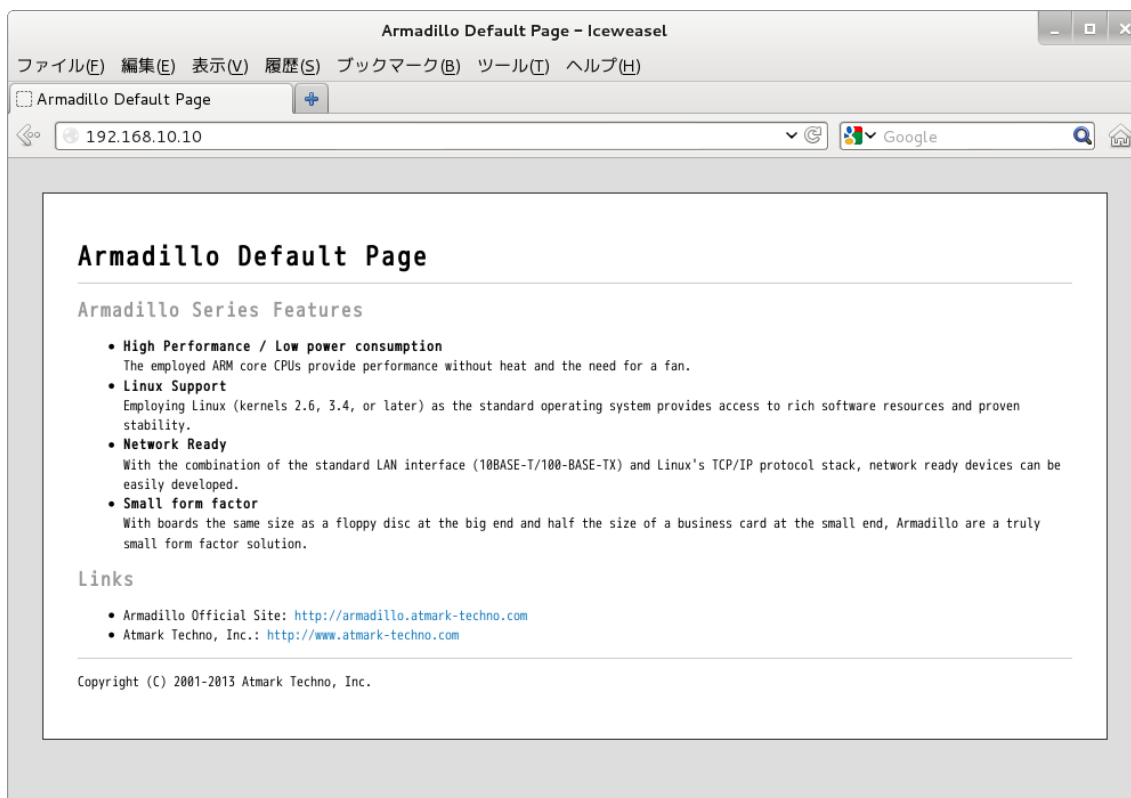 Armadillo Default Page - Iceweasel
ファイル(F) 編集(E) 表示(V) 履歴(S) ブックマーク(B) ツール(T) ヘルプ(H)
Armadillo Default Page
192.168.10.10
Google
Armadillo Default Page
Armadillo Series Features
• High Performance / Low power consumption
The employed ARM core CPUs provide performance without heat and the need for a fan.
• Linux Support
Employing Linux (kernels 2.6, 3.4, or later) as the standard operating system provides access to rich software resources and proven
stability.
• Network Ready
With the combination of the standard LAN interface (10BASE-T/100-BASE-TX) and Linux's TCP/IP protocol stack, network ready devices can be
easily developed.
• Small form factor
With boards the same size as a floppy disc at the big end and half the size of a business card at the small end, Armadillo are a truly
small form factor solution.
Links
• Armadillo Official Site: http://armadillo.atmark-techno.com
• Atmark Techno, Inc.: http://www.atmark-techno.com
Copyright (C) 2001-2013 Atmark Techno, Inc.